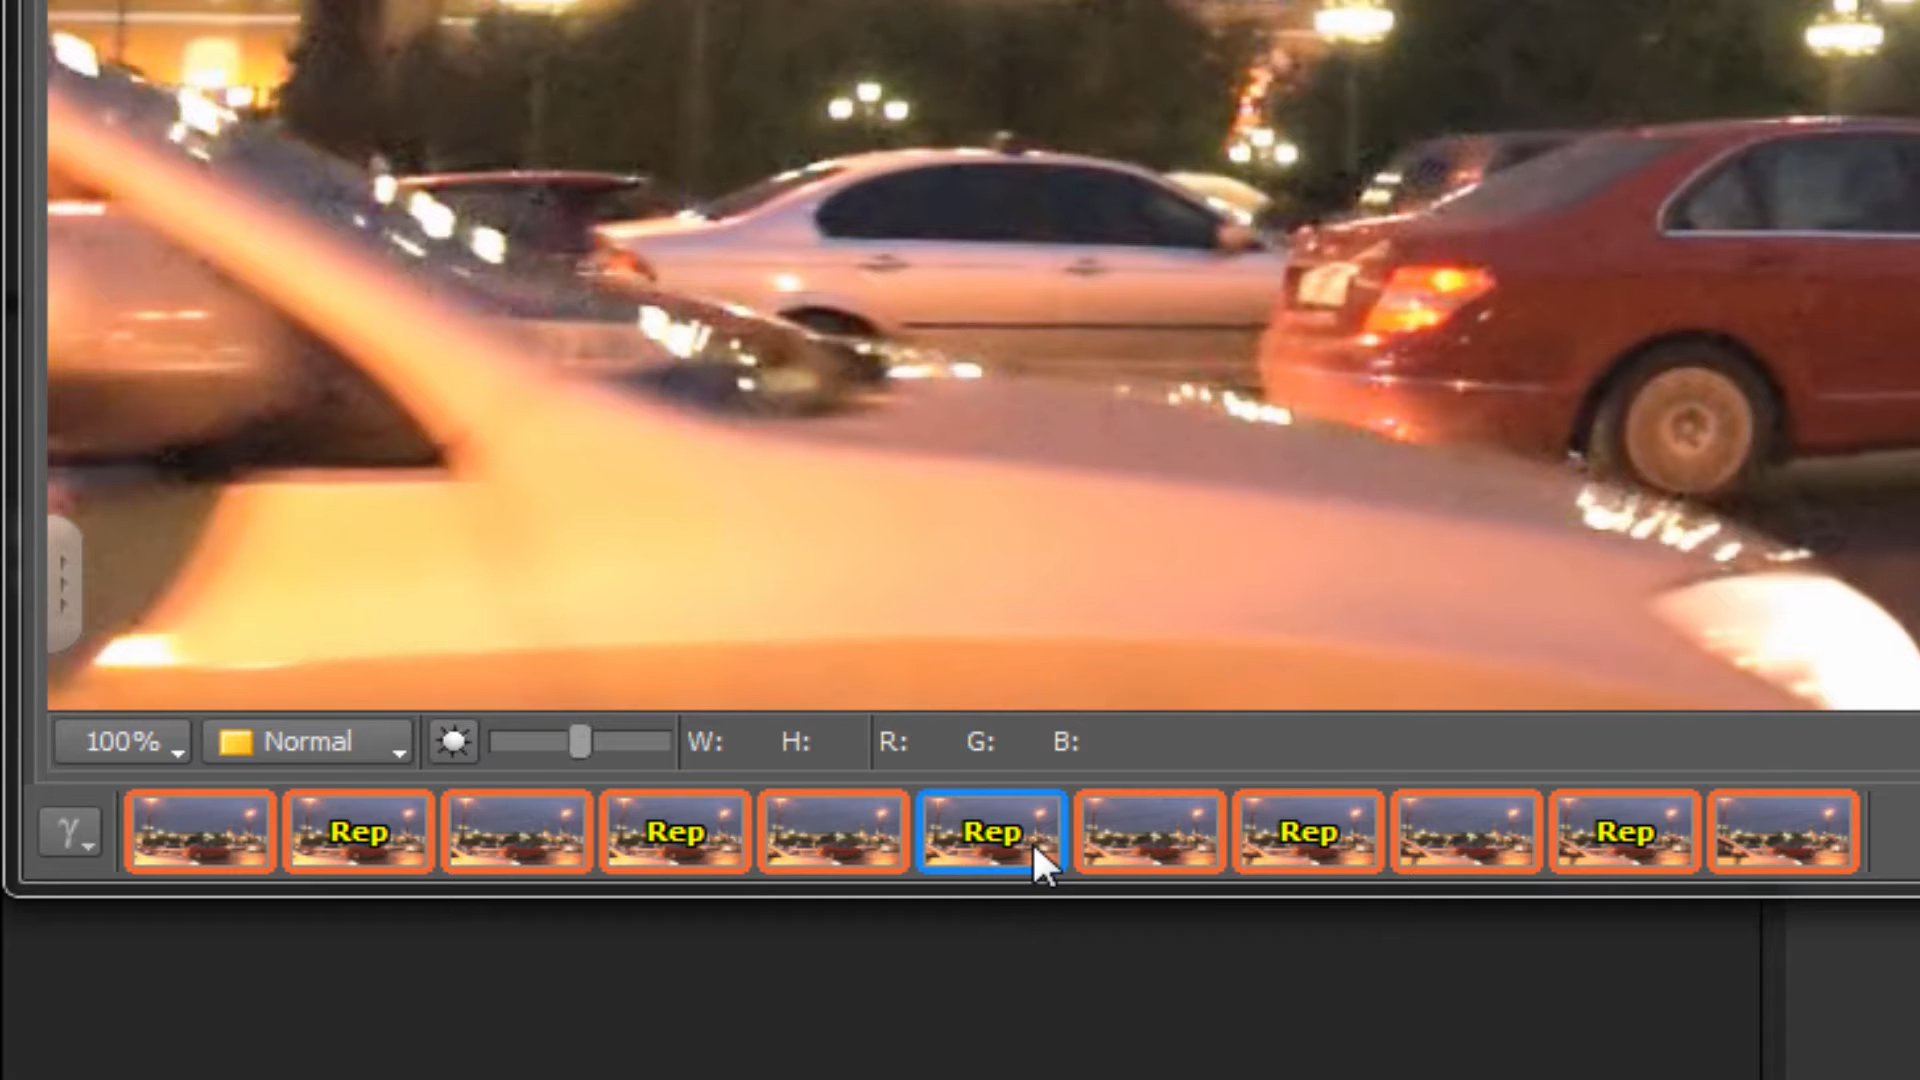 100% Normal W: H: R: G: B:
γ Rep Rep Rep Rep Rep